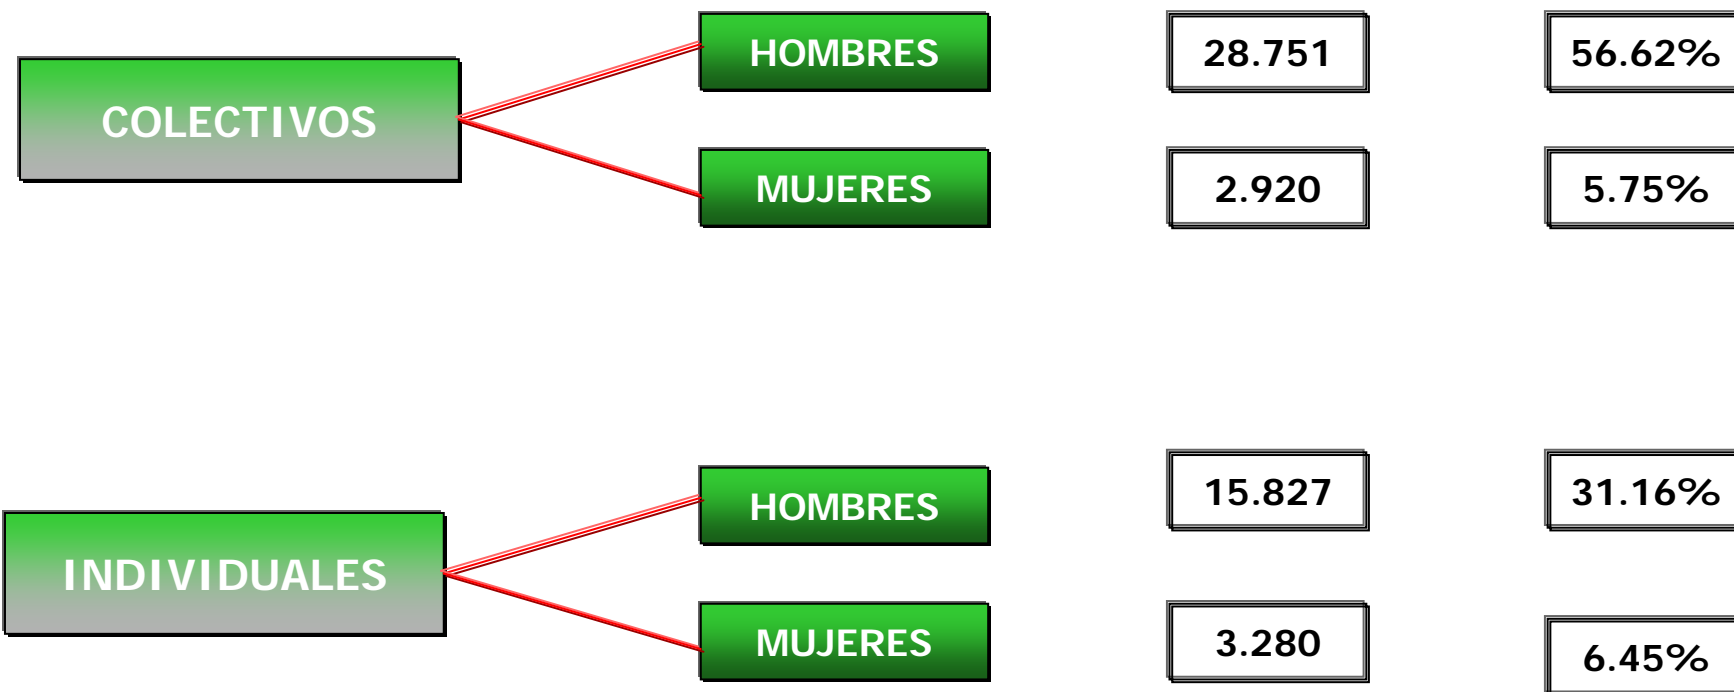 HOMBRES 28.751 56.62%
COLECTIVOS
MUJERES 2.920 5.75%
HOMBRES 15.827 31.16%
INDIVIDUALES
MUJERES 3.280 6.45%